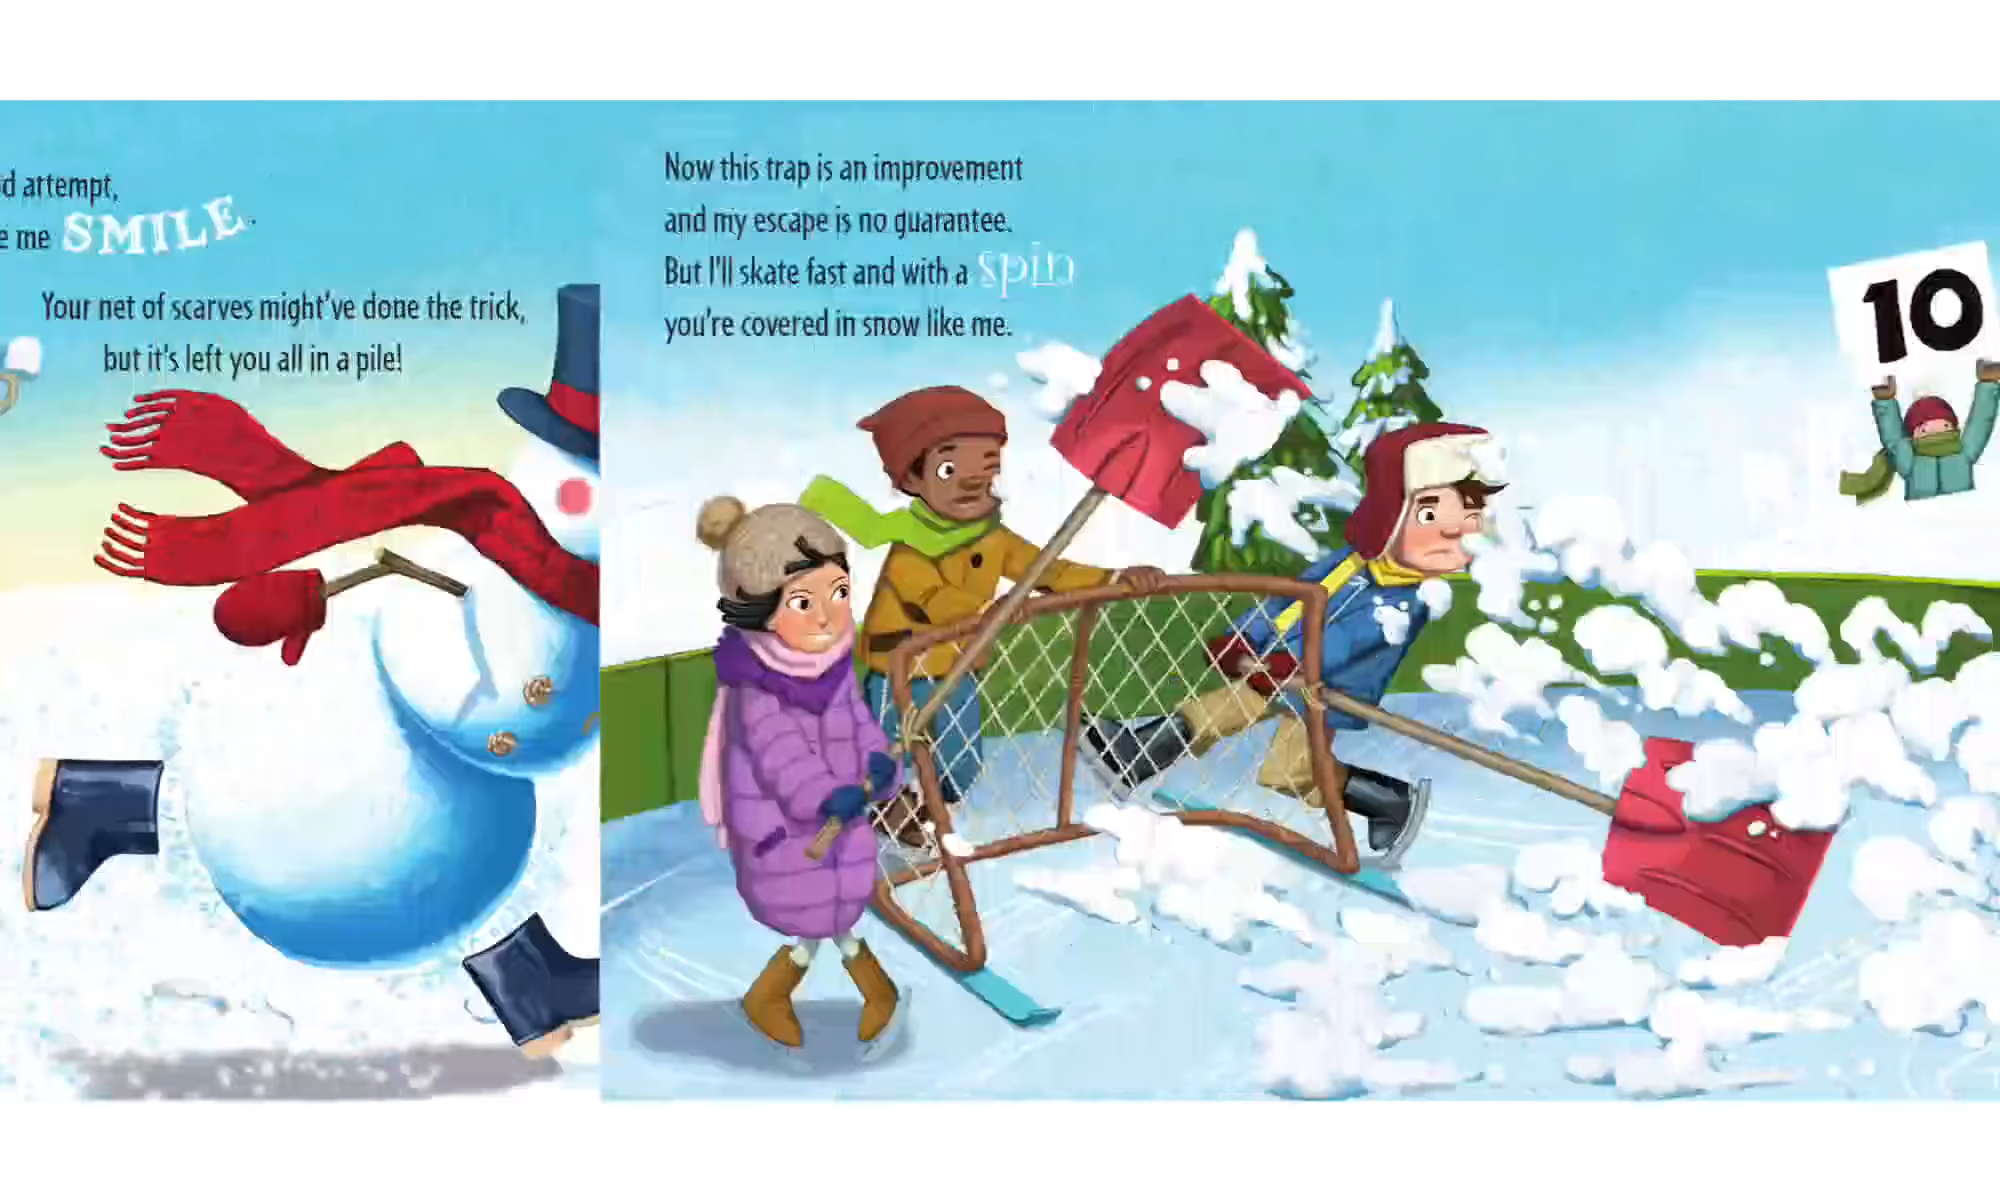 d attempt,
e me SMILE.
Your net of scarves might've done the trick,
but it's left you all in a pile!
Now this trap is an improvement
and my escape is no guarantee.
But I'll skate fast and with a spin
you're covered in snow like me.
10